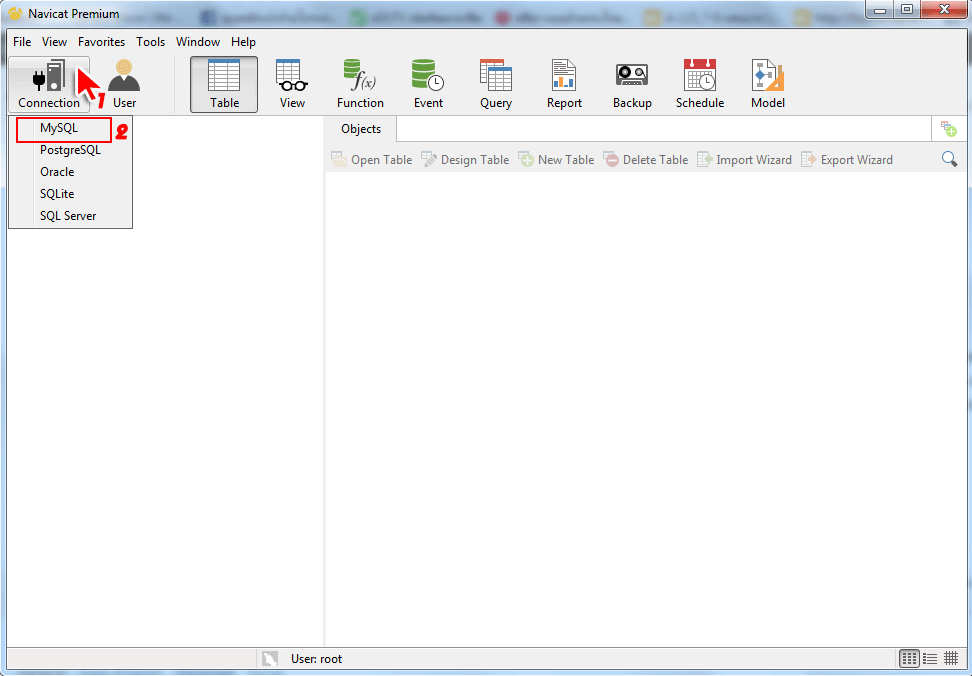 Navicat Premium
File View Favorites Tools Window Help
Connection 1 User Table View Function Event Query Report Backup Schedule Model
MySQL 2
PostgreSQL
Oracle
SQLite
SQL Server
Objects
Open Table Design Table New Table Delete Table Import Wizard Export Wizard
User: root